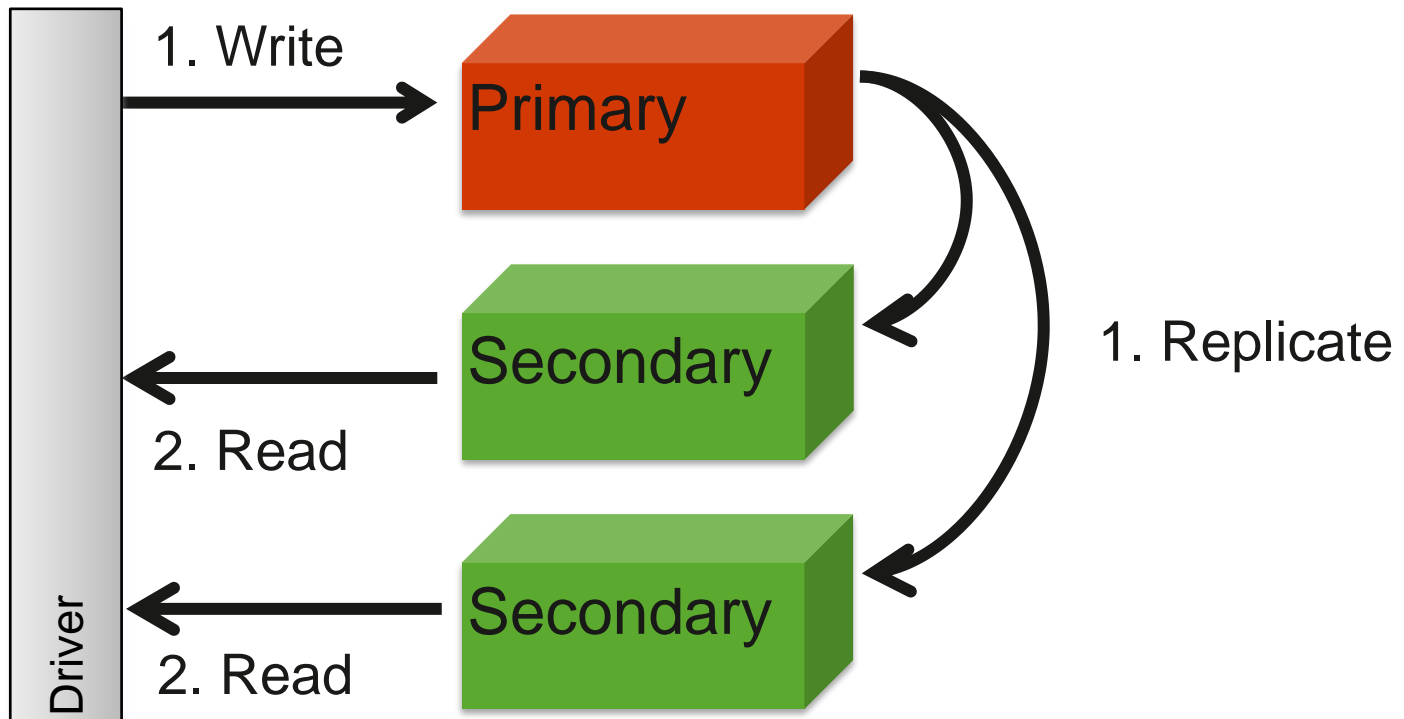 1. Write
Primary
Secondary
1. Replicate
2. Read
Secondary
2. Read
Driver